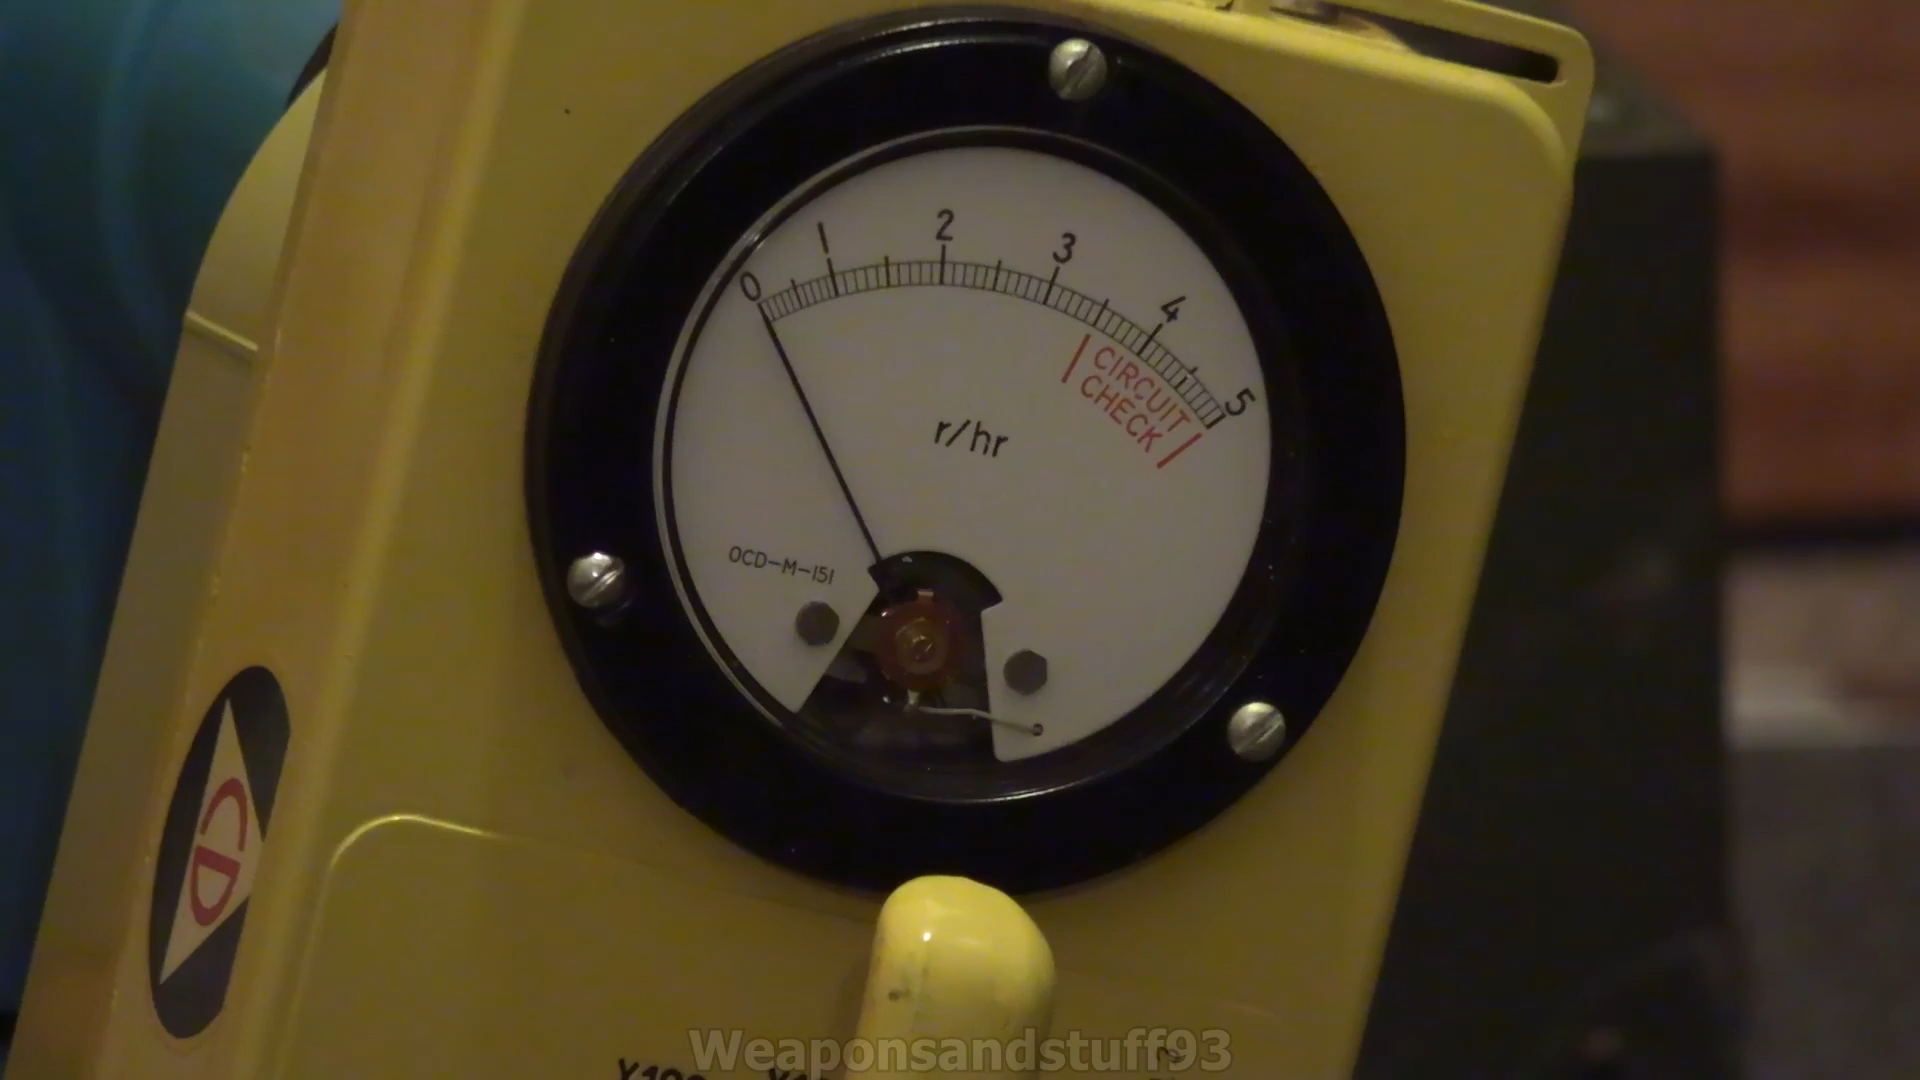 0 1 2 3 4 5
CIRCUIT
CHECK
r/hr
OCD-M-151
CD
Weaponsandstuff93